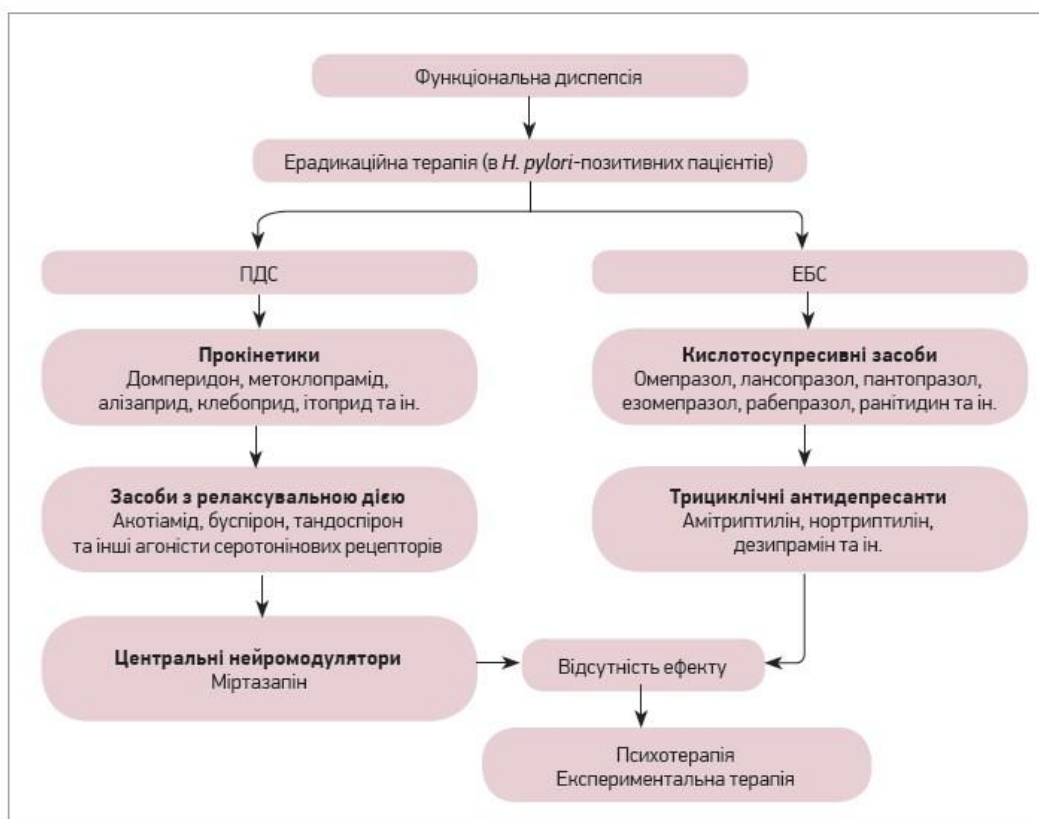 Функціональна диспепсія
Ерадикаційна терапія (в H. pylori-позитивних пацієнтів)
ПДС
ЕБС
Прокінетики
Домперидон, метоклопрамід,
алізаприд, клебоприд, ітоприд та ін.
Кислотосупресивні засоби
Омепразол, лансопразол, пантопразол,
езомепразол, рабепразол, ранітидин та ін.
Засоби з релаксувальною дією
Акотіамід, буспірон, тандоспірон
та інші агоністи серотонінових рецепторів
Трициклічні антидепресанти
Амітриптилін, нортриптилін,
дезипрамін та ін.
Центральні нейромодулятори
Міртазапін
Відсутність ефекту
Психотерапія
Експериментальна терапія